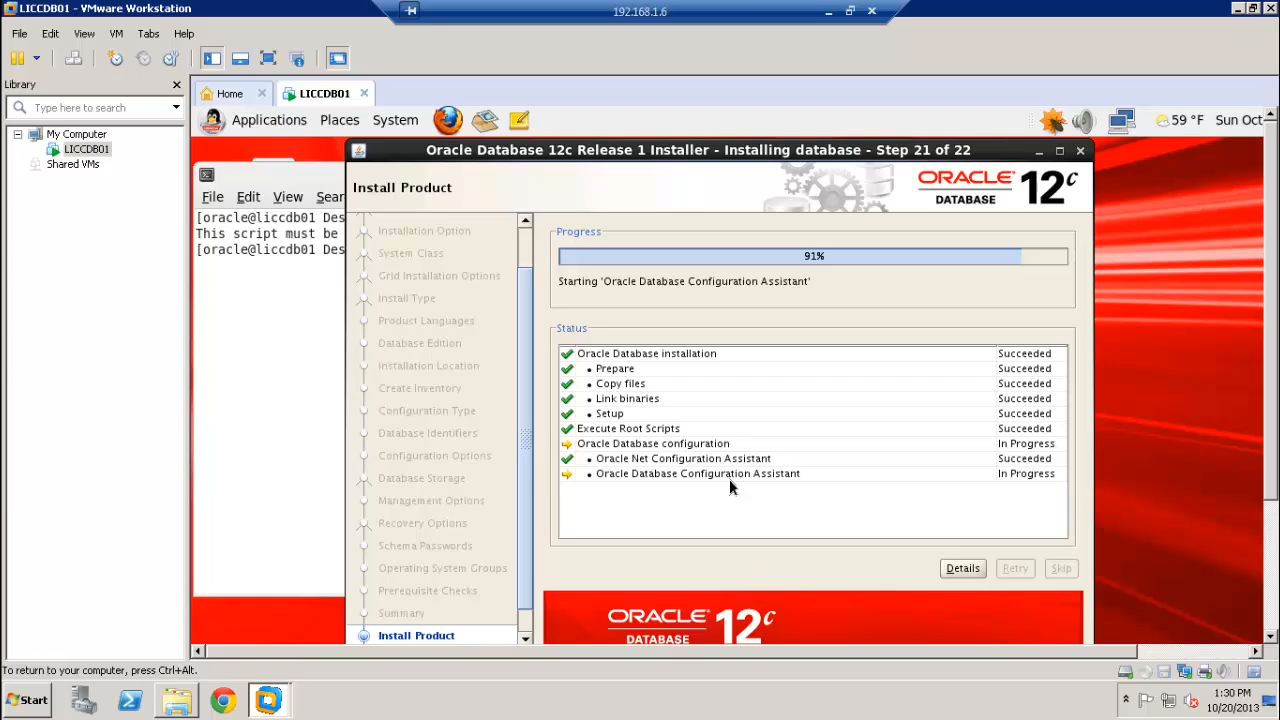 LICCDB01 - VMware Workstation
192.168.1.6
File Edit View VM Tabs Help
Library
Type here to search
My Computer
LICCDB01
Shared VMs
Home
LICCDB01
Applications Places System
59 °F Sun Oct
File Edit View Sear
[oracle@liccdb01 Des
This script must be
[oracle@liccdb01 Des
Oracle Database 12c Release 1 Installer - Installing database - Step 21 of 22
Install Product
ORACLE
DATABASE 12c
Installation Option
System Class
Grid Installation Options
Install Type
Product Languages
Database Edition
Installation Location
Create Inventory
Configuration Type
Database Identifiers
Configuration Options
Database Storage
Management Options
Recovery Options
Schema Passwords
Operating System Groups
Prerequisite Checks
Summary
Install Product
Progress
91%
Starting 'Oracle Database Configuration Assistant'
Status
Oracle Database installation Succeeded
• Prepare Succeeded
• Copy files Succeeded
• Link binaries Succeeded
• Setup Succeeded
Execute Root Scripts Succeeded
Oracle Database configuration In Progress
• Oracle Net Configuration Assistant Succeeded
• Oracle Database Configuration Assistant In Progress
Details Retry Skip
ORACLE
DATABASE 12c
To return to your computer, press Ctrl+Alt.
Start
1:30 PM
10/20/2013